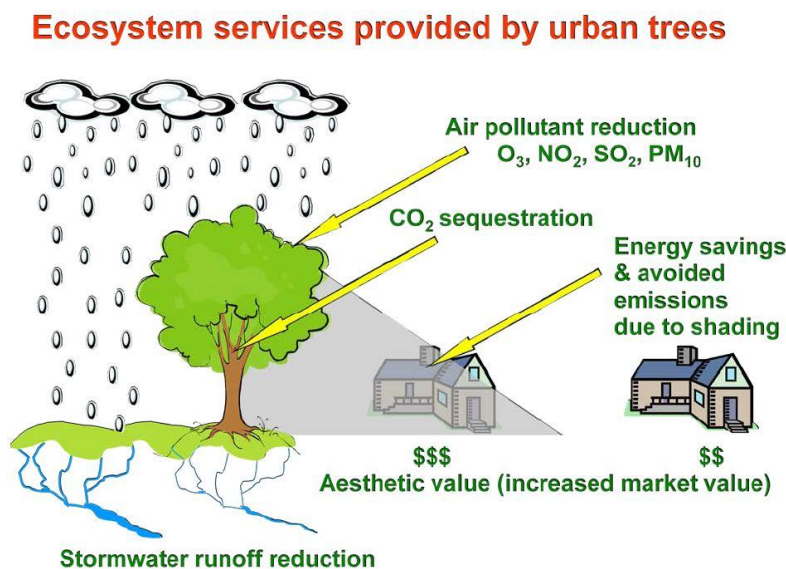 Ecosystem services provided by urban trees
Air pollutant reduction
O₃, NO₂, SO₂, PM₁₀
CO₂ sequestration
Energy savings
& avoided
emissions
due to shading
$$$
$$
Aesthetic value (increased market value)
Stormwater runoff reduction